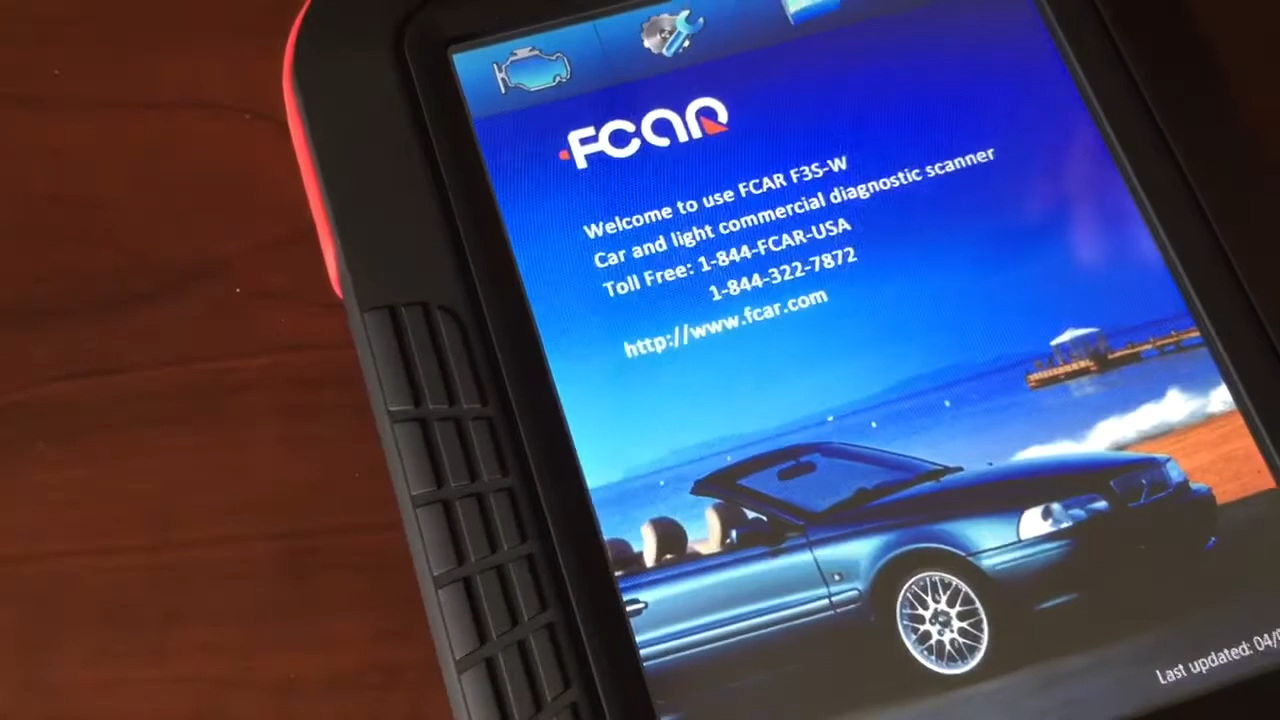 FCAR
Welcome to use FCAR F3S-W
Car and light commercial diagnostic scanner
Toll Free: 1-844-FCAR-USA
1-844-322-7872
http://www.fcar.com
Last updated: 04/